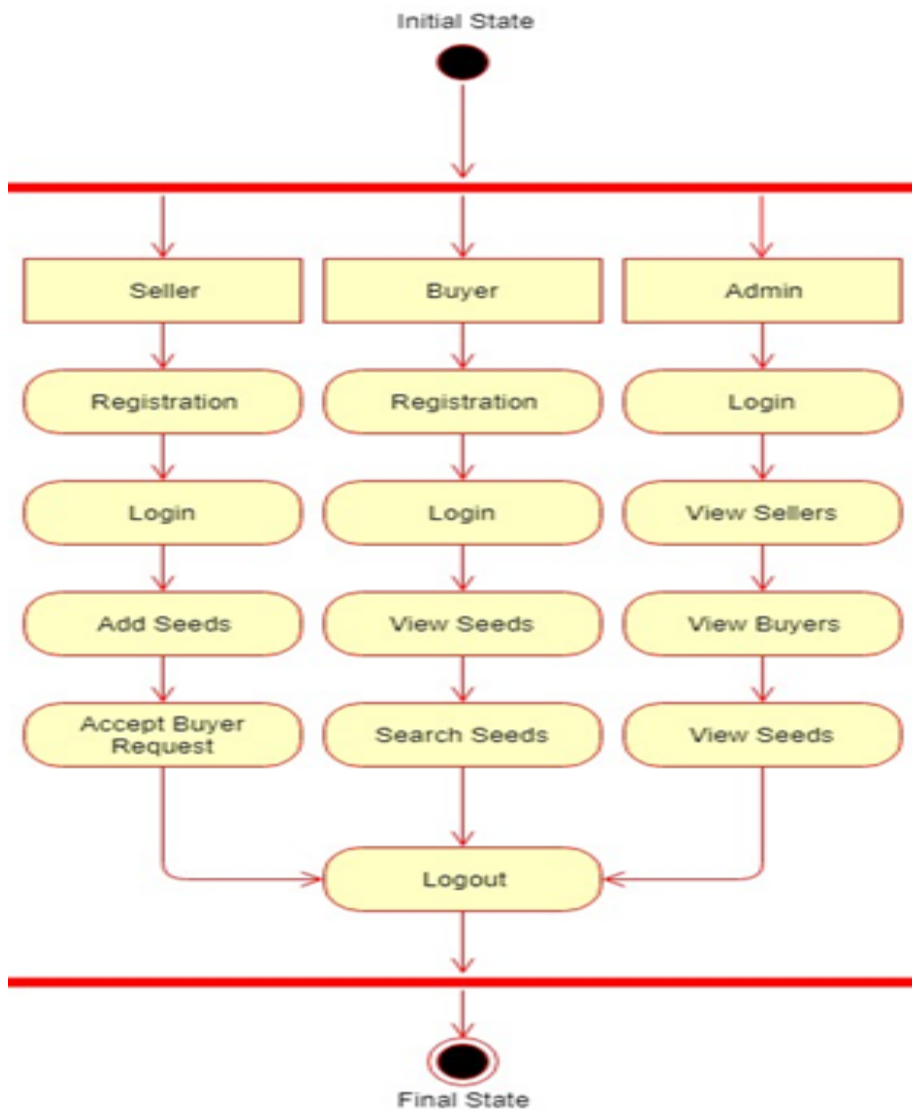 Initial State
Seller
Buyer
Admin
Registration
Registration
Login
Login
Login
View Sellers
Add Seeds
View Seeds
View Buyers
Accept Buyer
Request
Search Seeds
View Seeds
Logout
Final State